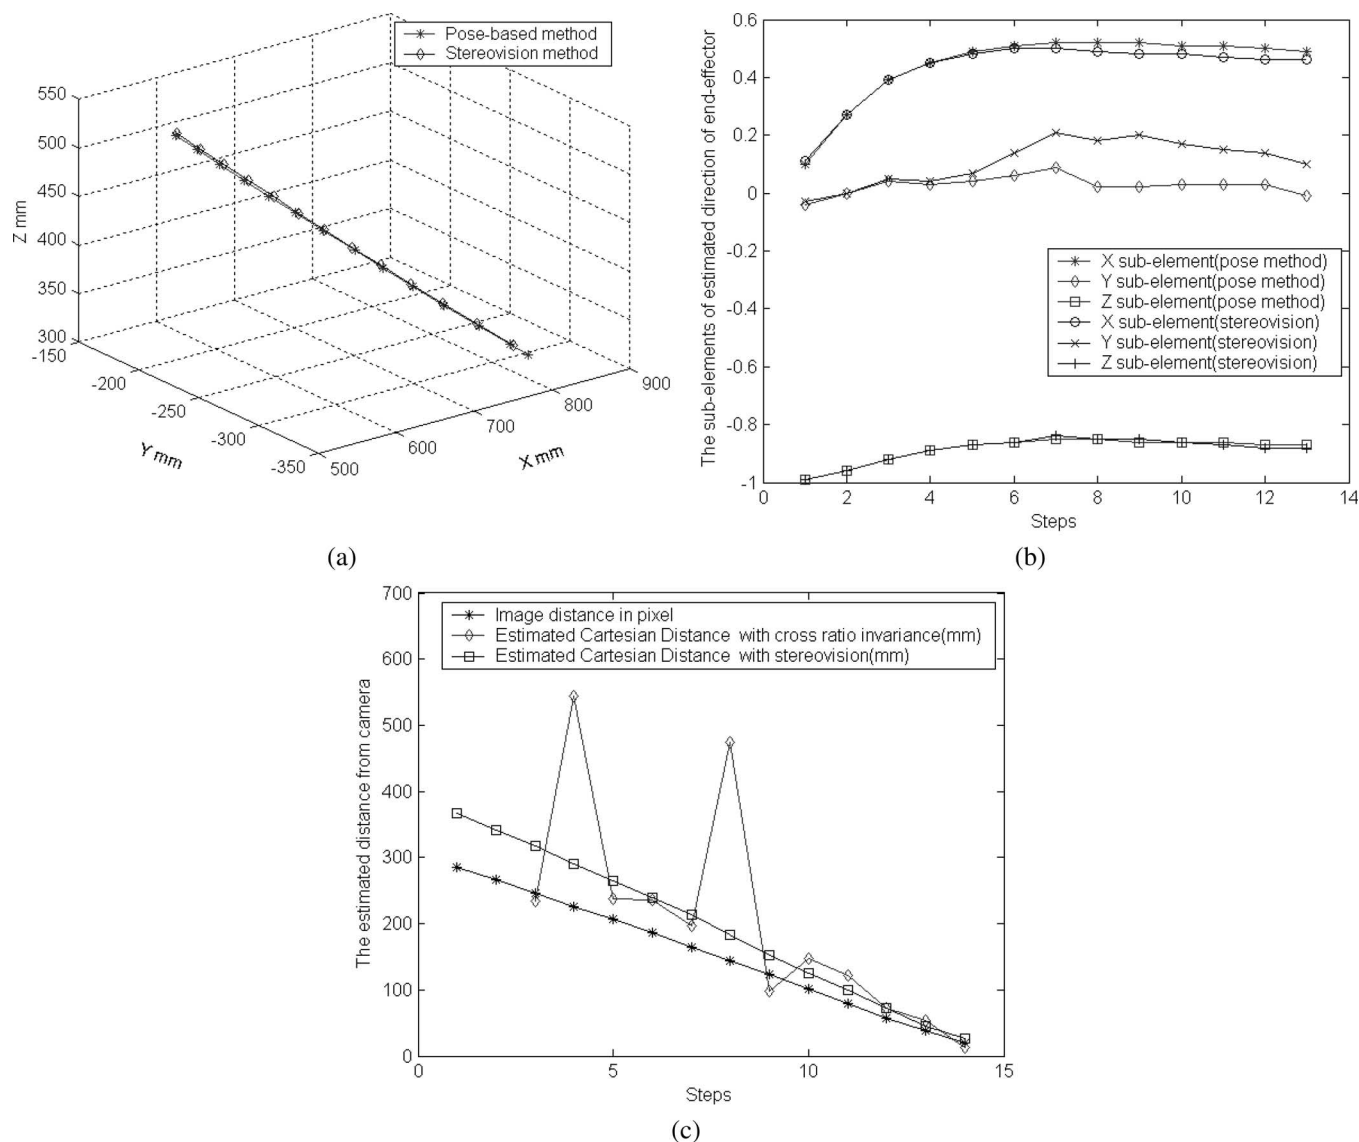 Pose-based method
Stereovision method
550
500
450
400
350
300
Z mm
-150
-200
-250
-300
-350
Y mm
500
600
700
800
900
X mm
(a)
0.6
0.4
0.2
0
-0.2
-0.4
-0.6
-0.8
-1
The sub-elements of estimated direction of end-effector
X sub-element(pose method)
Y sub-element(pose method)
Z sub-element(pose method)
X sub-element(stereovision)
Y sub-element(stereovision)
Z sub-element(stereovision)
0 2 4 6 8 10 12 14
Steps
(b)
700
600
500
400
300
200
100
0
The estimated distance from camera
Image distance in pixel
Estimated Cartesian Distance with cross ratio invariance(mm)
Estimated Cartesian Distance with stereovision(mm)
0 5 10 15
Steps
(c)